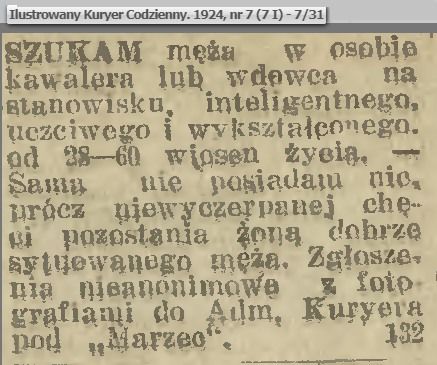 Ilustrowany Kuryer Codzienny. 1924, nr 7 (7 I) - 7/31
SZUKAM męża w osobie
kawalera lub wdowca na
stanowisku, inteligentnego,
uczciwego i wykształconego,
od 38—60 wiosen życia. —
Sama nie posiadam nic,
prócz niewyczerpanej chę-
ci pozostania żoną dobrze
sytuowanego męża. Zgłosze-
nia nieanonimowe z foto-
grafiami do Adm. Kuryera
pod „Marzec“. 132